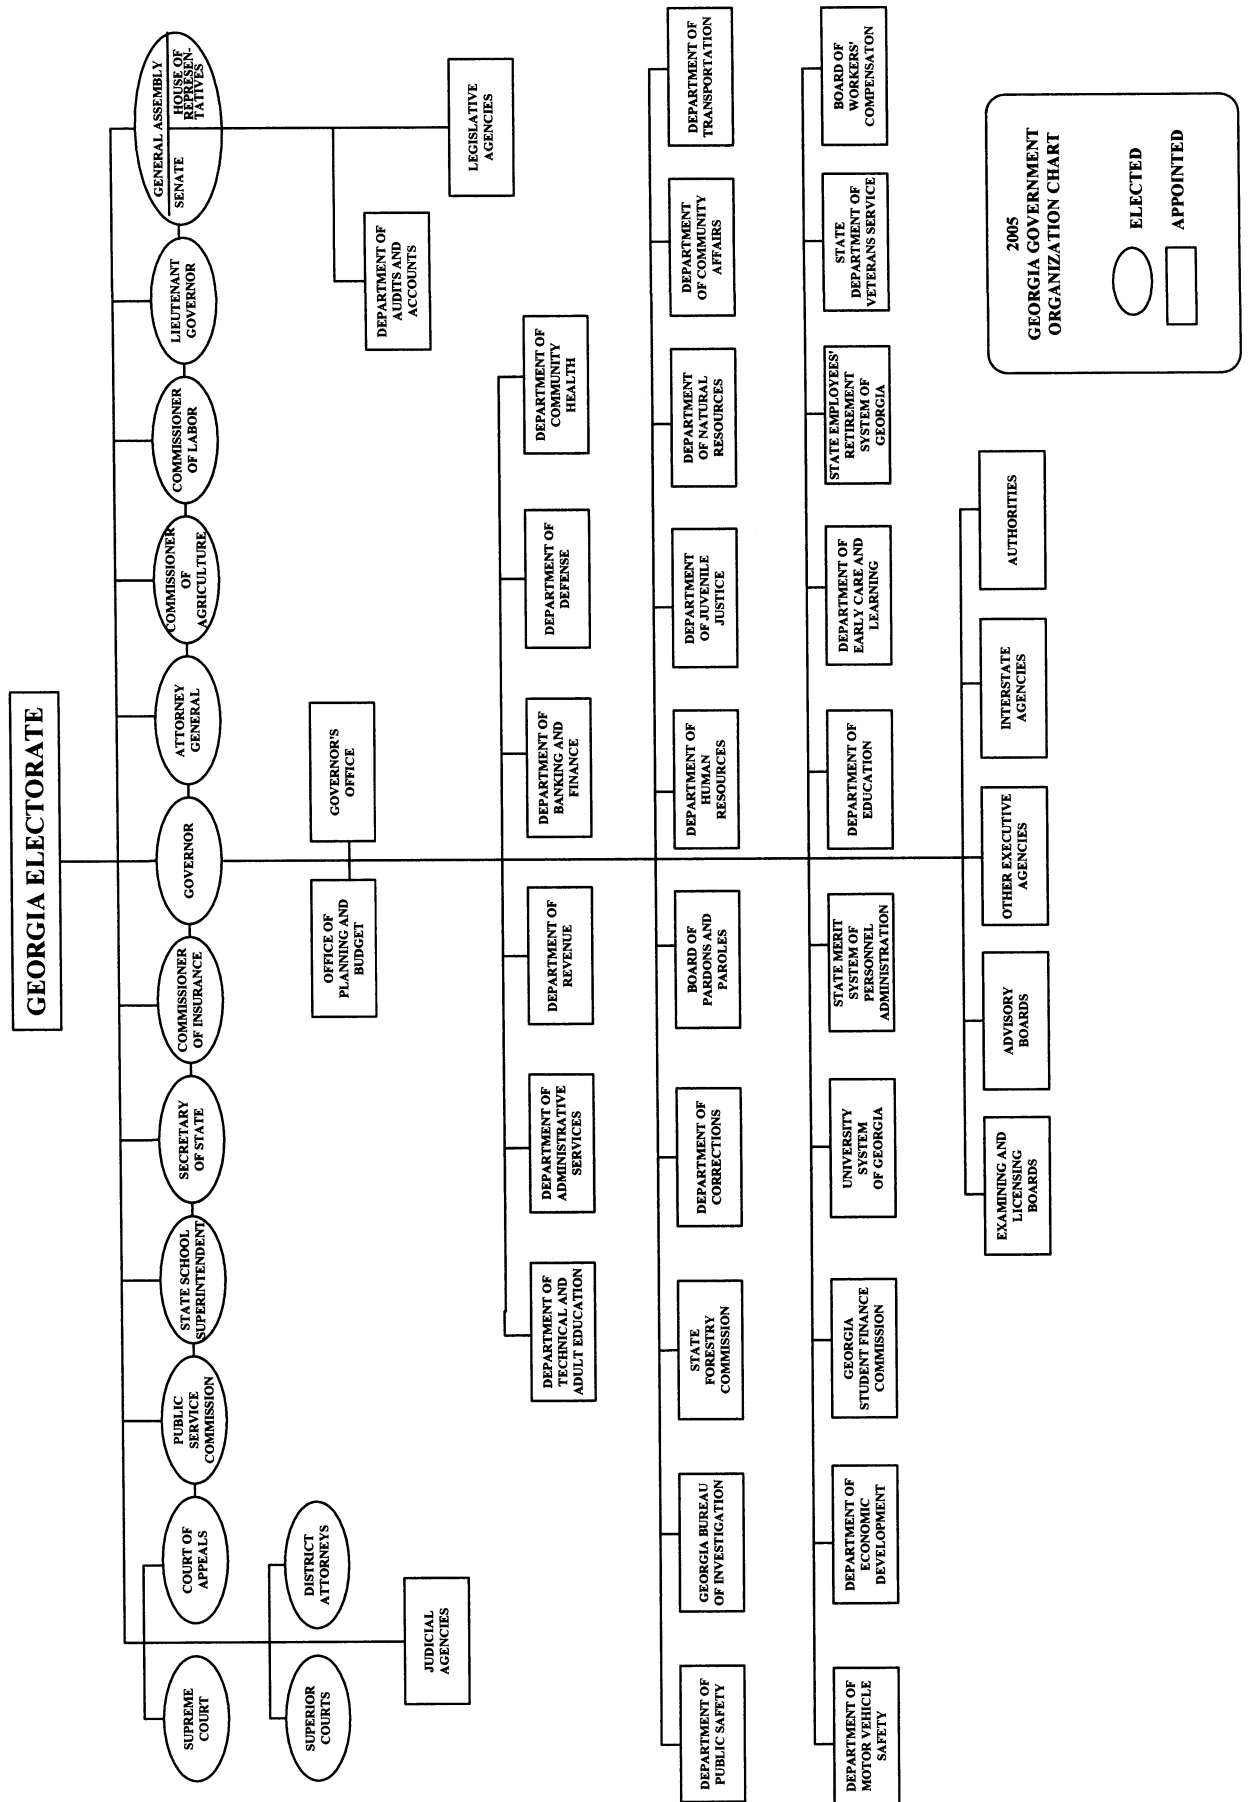 GEORGIA ELECTORATE
SUPREME
COURT
COURT OF
APPEALS
PUBLIC
SERVICE
COMMISSION
STATE SCHOOL
SUPERINTENDENT
SECRETARY
OF STATE
COMMISSIONER
OF INSURANCE
GOVERNOR
ATTORNEY
GENERAL
COMMISSIONER
OF
AGRICULTURE
COMMISSIONER
OF LABOR
LIEUTENANT
GOVERNOR
GENERAL ASSEMBLY
SENATE
HOUSE OF
REPRESEN-
TATIVES
SUPERIOR
COURTS
DISTRICT
ATTORNEYS
JUDICIAL
AGENCIES
OFFICE OF
PLANNING AND
BUDGET
GOVERNOR'S
OFFICE
DEPARTMENT OF
AUDITS AND
ACCOUNTS
LEGISLATIVE
AGENCIES
DEPARTMENT OF
TECHNICAL AND
ADULT EDUCATION
DEPARTMENT OF
ADMINISTRATIVE
SERVICES
DEPARTMENT OF
REVENUE
DEPARTMENT OF
BANKING AND
FINANCE
DEPARTMENT OF
DEFENSE
DEPARTMENT OF
COMMUNITY
HEALTH
DEPARTMENT OF
PUBLIC SAFETY
GEORGIA BUREAU
OF INVESTIGATION
STATE
FORESTRY
COMMISSION
DEPARTMENT OF
CORRECTIONS
BOARD OF
PARDONS AND
PAROLES
DEPARTMENT OF
HUMAN
RESOURCES
DEPARTMENT
OF JUVENILE
JUSTICE
DEPARTMENT
OF NATURAL
RESOURCES
DEPARTMENT
OF COMMUNITY
AFFAIRS
DEPARTMENT OF
TRANSPORTATION
DEPARTMENT OF
MOTOR VEHICLE
SAFETY
DEPARTMENT OF
ECONOMIC
DEVELOPMENT
GEORGIA
STUDENT FINANCE
COMMISSION
UNIVERSITY
SYSTEM
OF GEORGIA
STATE MERIT
SYSTEM OF
PERSONNEL
ADMINISTRATION
DEPARTMENT OF
EDUCATION
DEPARTMENT OF
EARLY CARE AND
LEARNING
STATE EMPLOYEES'
RETIREMENT
SYSTEM OF
GEORGIA
STATE
DEPARTMENT OF
VETERANS SERVICE
BOARD OF
WORKERS'
COMPENSATON
EXAMINING AND
LICENSING
BOARDS
ADVISORY
BOARDS
OTHER EXECUTIVE
AGENCIES
INTERSTATE
AGENCIES
AUTHORITIES
2005
GEORGIA GOVERNMENT
ORGANIZATION CHART
ELECTED
APPOINTED